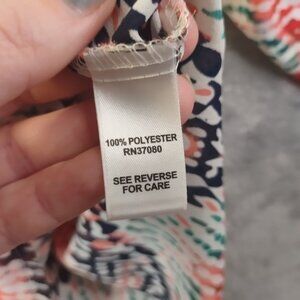 100% POLYESTER
RN37080
SEE REVERSE
FOR CARE